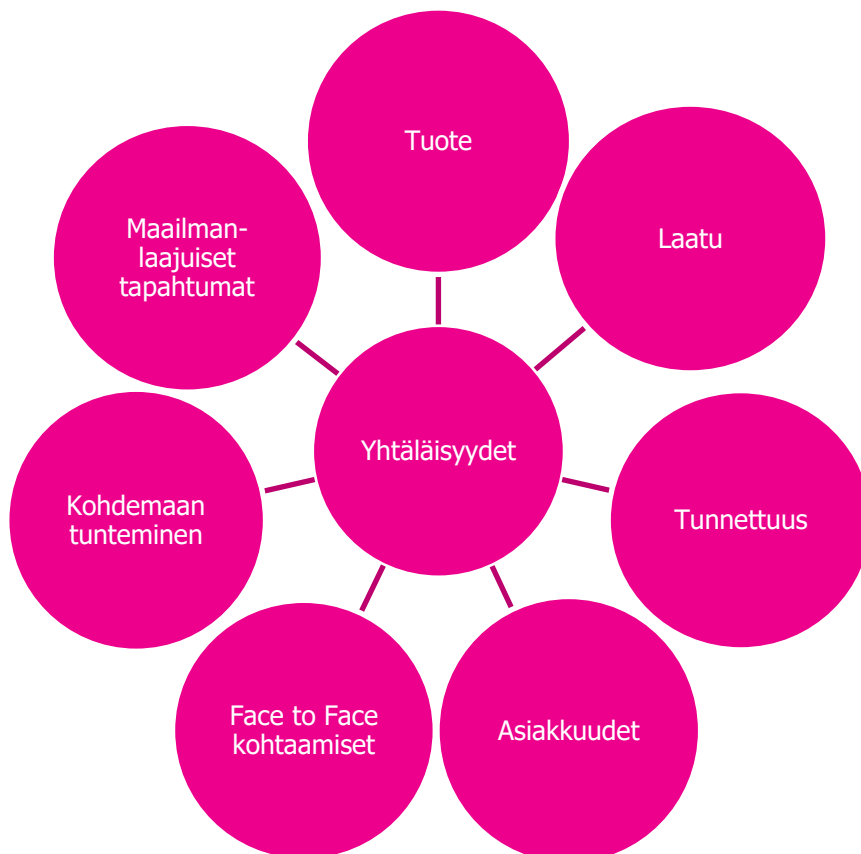 Tuote
Laatu
Maailman-
laajuiset
tapahtumat
Yhtäläisyydet
Kohdemaan
tunteminen
Tunnettuus
Face to Face
kohtaamiset
Asiakkuudet